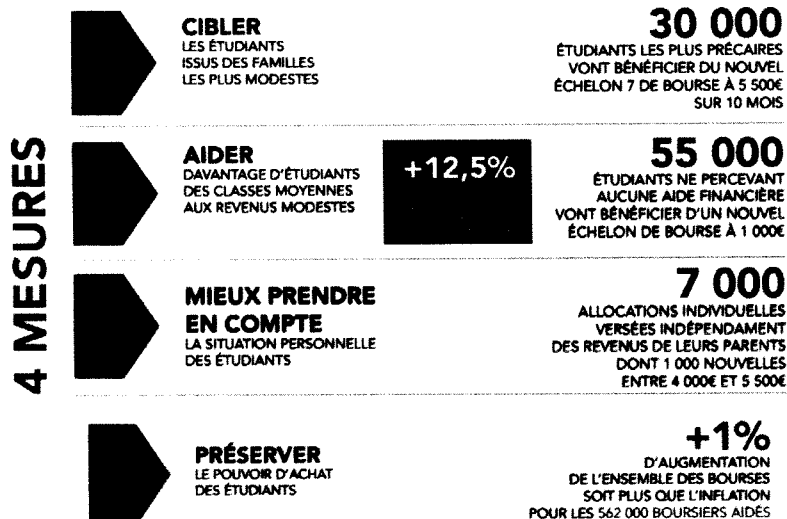 4 MESURES
CIBLER
LES ÉTUDIANTS
ISSUS DES FAMILLES
LES PLUS MODESTES
30 000
ÉTUDIANTS LES PLUS PRÉCAIRES
VONT BÉNÉFICIER DU NOUVEL
ÉCHELON 7 DE BOURSE À 5 500€
SUR 10 MOIS
AIDER
DAVANTAGE D'ÉTUDIANTS
DES CLASSES MOYENNES
AUX REVENUS MODESTES
+12,5%
55 000
ÉTUDIANTS NE PERCEVANT
AUCUNE AIDE FINANCIÈRE
VONT BÉNÉFICIER D'UN NOUVEL
ÉCHELON DE BOURSE À 1 000€
MIEUX PRENDRE
EN COMPTE
LA SITUATION PERSONNELLE
DES ÉTUDIANTS
7 000
ALLOCATIONS INDIVIDUELLES
VERSÉES INDÉPENDAMENT
DES REVENUS DE LEURS PARENTS
DONT 1 000 NOUVELLES
ENTRE 4 000€ ET 5 500€
PRÉSERVER
LE POUVOIR D'ACHAT
DES ÉTUDIANTS
+1%
D'AUGMENTATION
DE L'ENSEMBLE DES BOURSES
SOIT PLUS QUE L'INFLATION
POUR LES 562 000 BOURSIERS AIDÉS